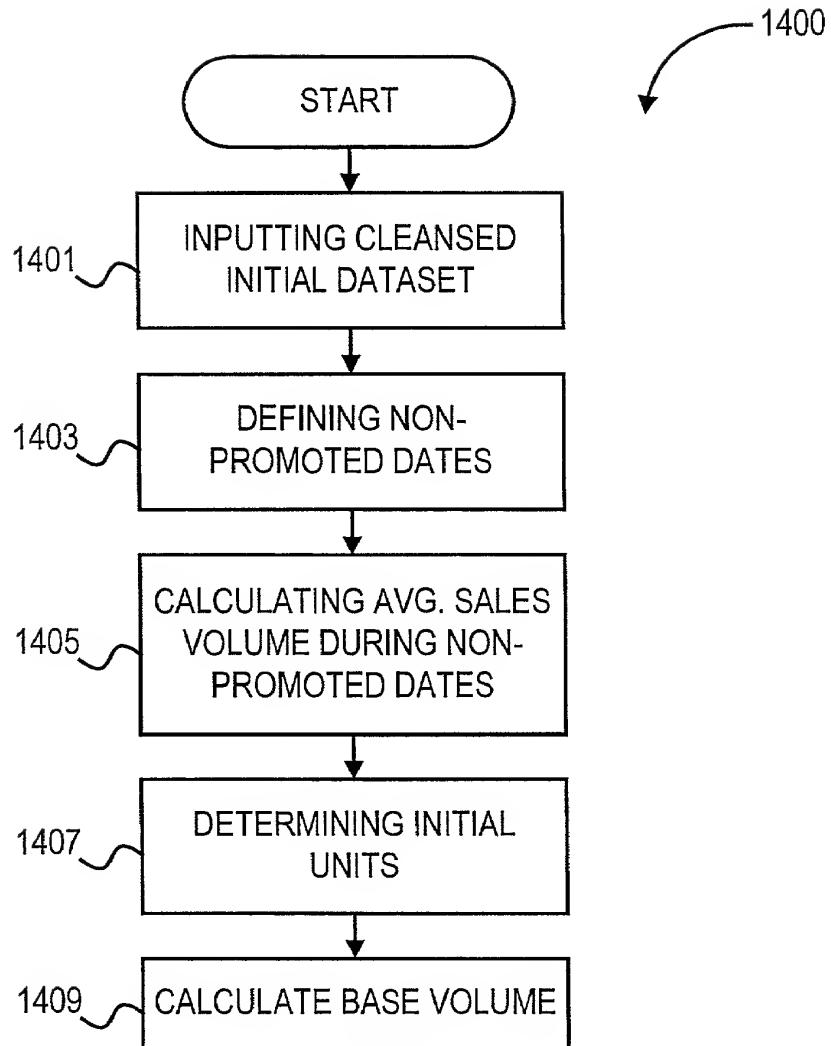 1400
START
1401
INPUTTING CLEANSED
INITIAL DATASET
1403
DEFINING NON-
PROMOTED DATES
1405
CALCULATING AVG. SALES
VOLUME DURING NON-
PROMOTED DATES
1407
DETERMINING INITIAL
UNITS
1409
CALCULATE BASE VOLUME